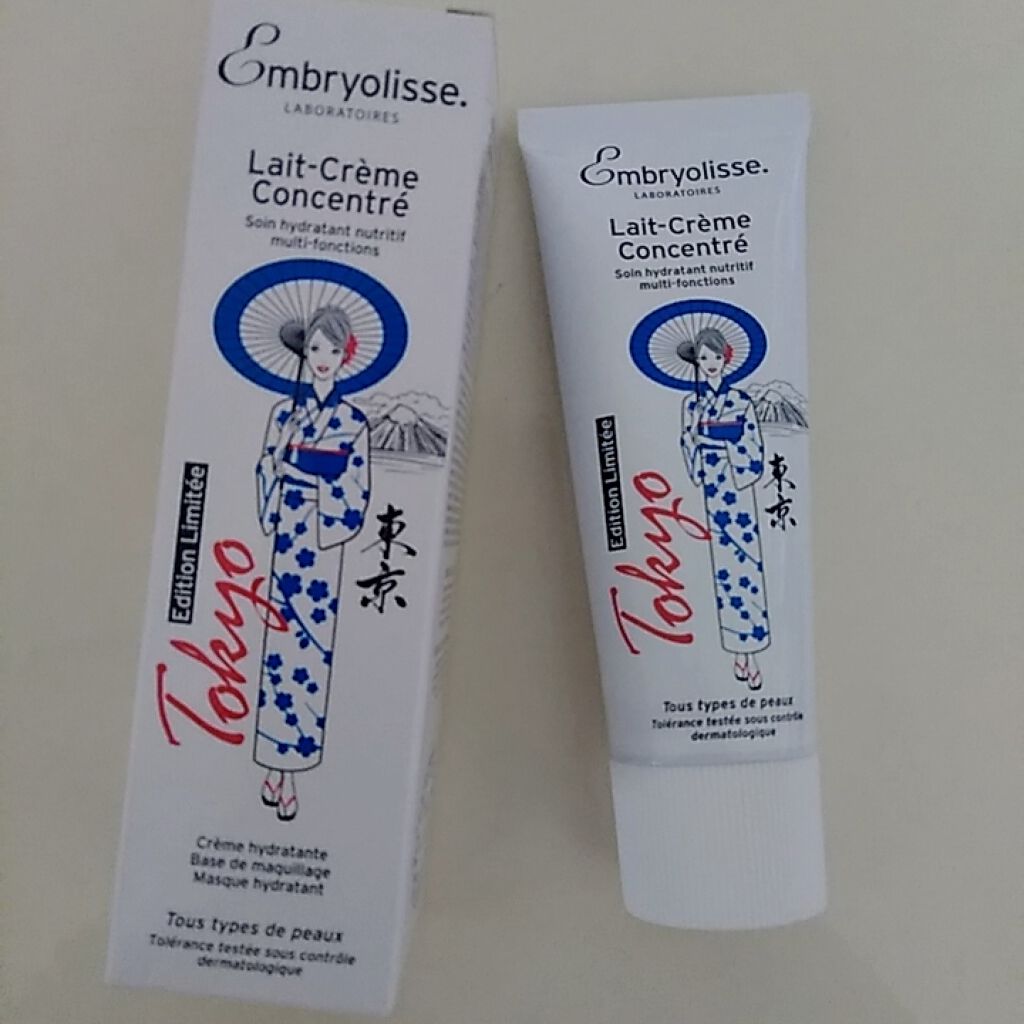 Embryolisse.
LABORATOIRES
Lait-Crème
Concentré
Soin hydratant nutritif
multi-fonctions
Edition Limitée
Tokyo
東京
Crème hydratante
Base de maquillage
Masque hydratant
Tous types de peaux
Tolérance testée sous contrôle
dermatologique
Embryolisse.
LABORATOIRES
Lait-Crème
Concentré
Soin hydratant nutritif
multi-fonctions
Edition Limitée
Tokyo
東京
Tous types de peaux
Tolérance testée sous contrôle
dermatologique